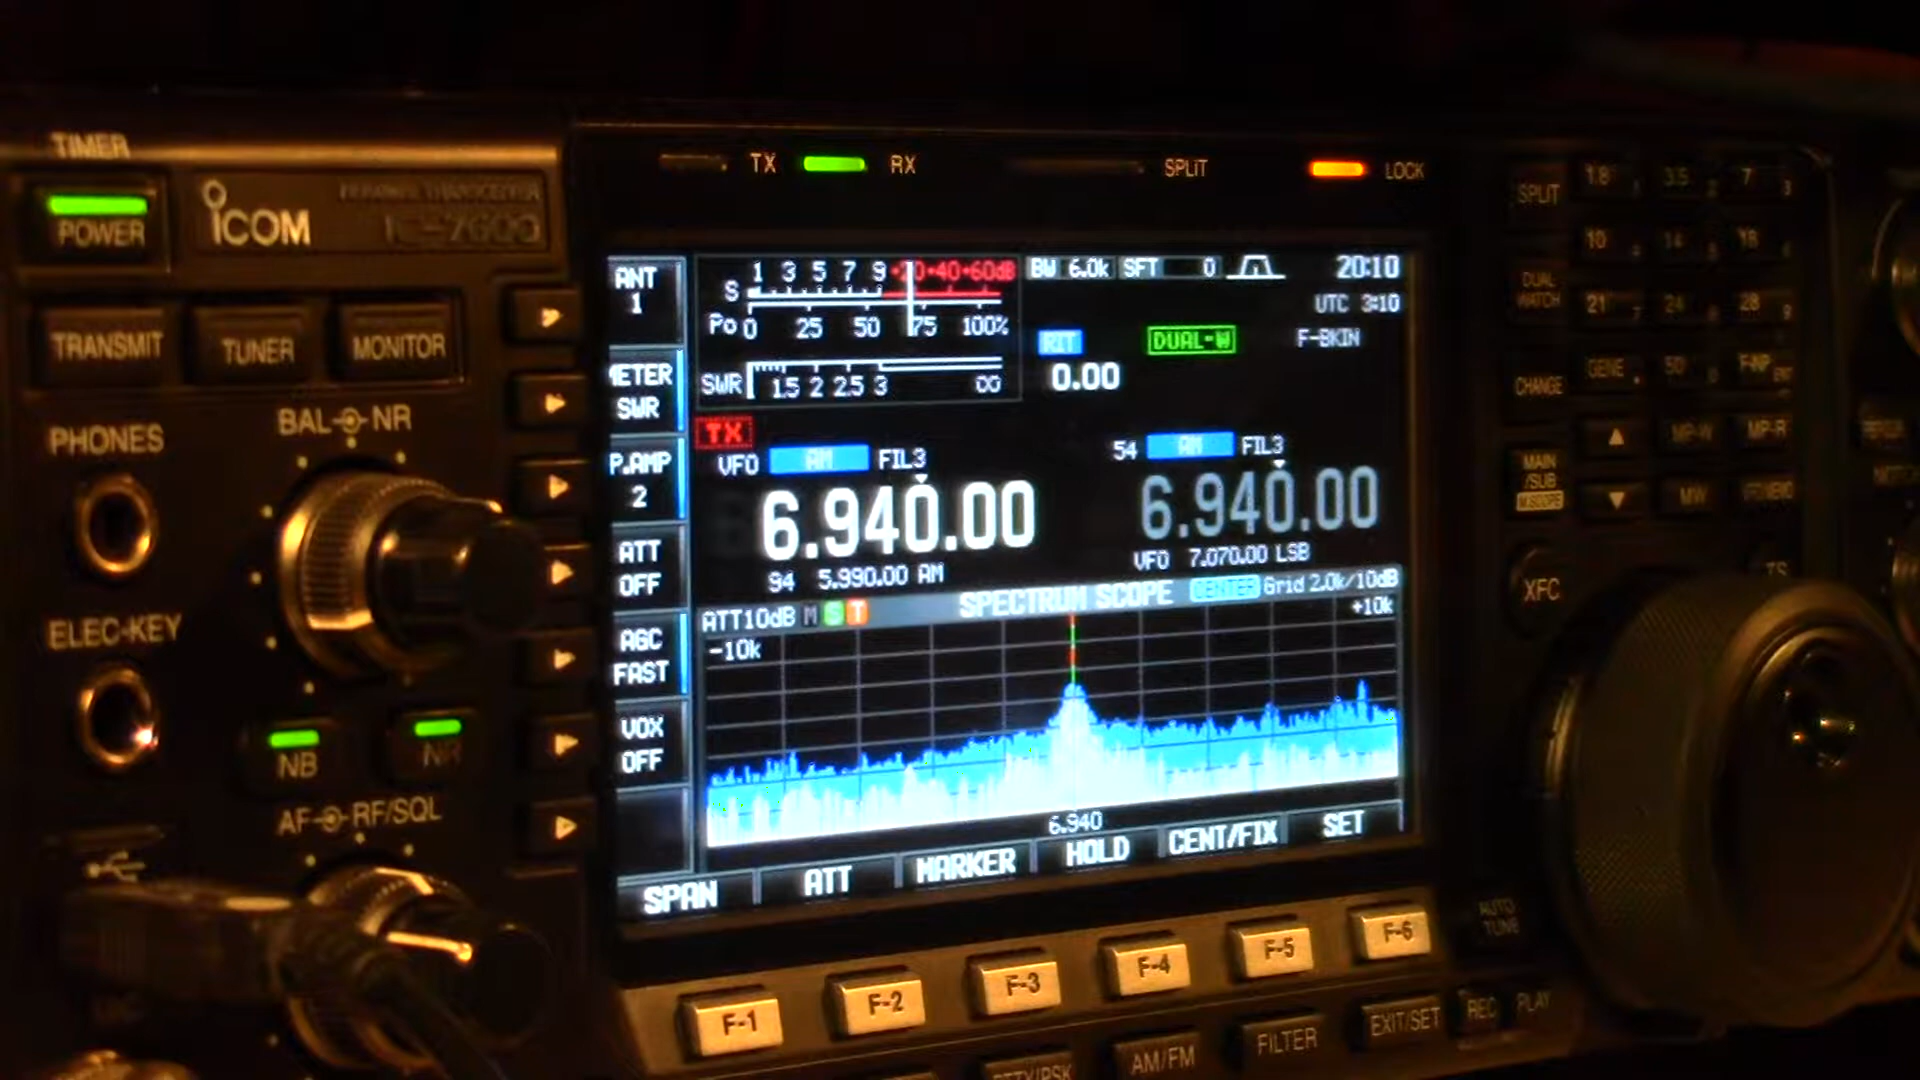 TIMER
POWER
ICOM
IC-7600
TRANSMIT
TUNER
MONITOR
PHONES
BAL NR
ELEC-KEY
NB
NR
AF RF/SQL
TX
RX
SPLIT
LOCK
ANT
1
METER
SWR
P.AMP
2
ATT
OFF
AGC
FAST
VOX
OFF
S 1 3 5 7 9 +20+40+60dB
Po 0 25 50 75 100%
SWR 1.5 2 2.5 3 ∞
BW 6.0k SFT 0
20:10
UTC 3:10
RIT
0.00
DUAL-W
F-BKIN
TX
VFO AM FIL3
6.940.00
94 5.990.00 AM
54 AM FIL3
6.940.00
VFO 7.070.00 LSB
ATT10dB M S T
SPECTRUM SCOPE CENTER Grid 2.0k/10dB
-10k
+10k
6.940
SPAN ATT MARKER HOLD CENT/FIX SET
F-1 F-2 F-3 F-4 F-5 F-6
AM/FM
FILTER
EXIT/SET
REC
PLAY
SPLIT
1.8 1 3.5 2 7 3
10 14 18
DUAL
WATCH
21 7 24 28 9
CHANGE
GENE 50 F-INP ENT
MAIN
/SUB
M.SCOPE
MP-W
MP-R
MW
XFC
TS
AUTO
TUNE